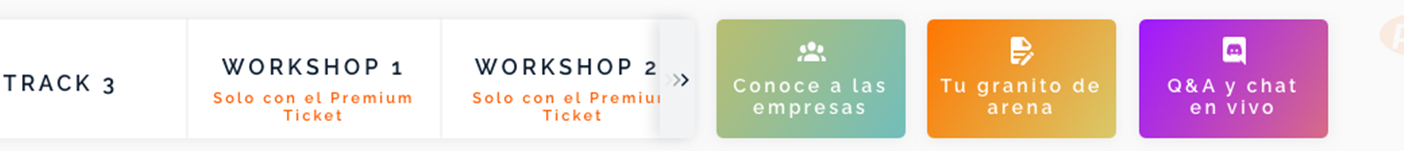 TRACK 3
WORKSHOP 1
Solo con el Premium
Ticket
WORKSHOP 2
Solo con el Premium
Ticket
Conoce a las
empresas
Tu granito de
arena
Q&A y chat
en vivo